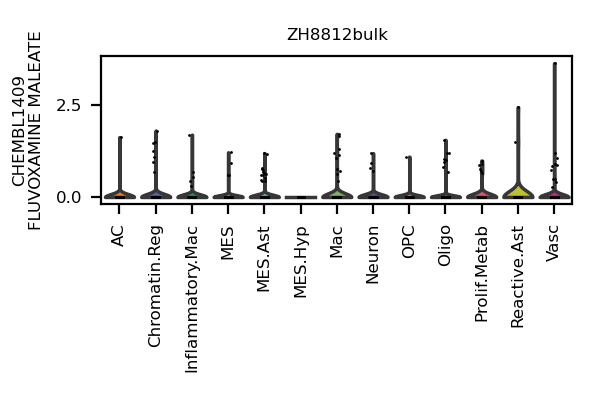 ZH8812bulk
CHEMBL1409
FLUVOXAMINE MALEATE
2.5
0.0
AC
Chromatin.Reg
Inflammatory.Mac
MES
MES.Ast
MES.Hyp
Mac
Neuron
OPC
Oligo
Prolif.Metab
Reactive.Ast
Vasc